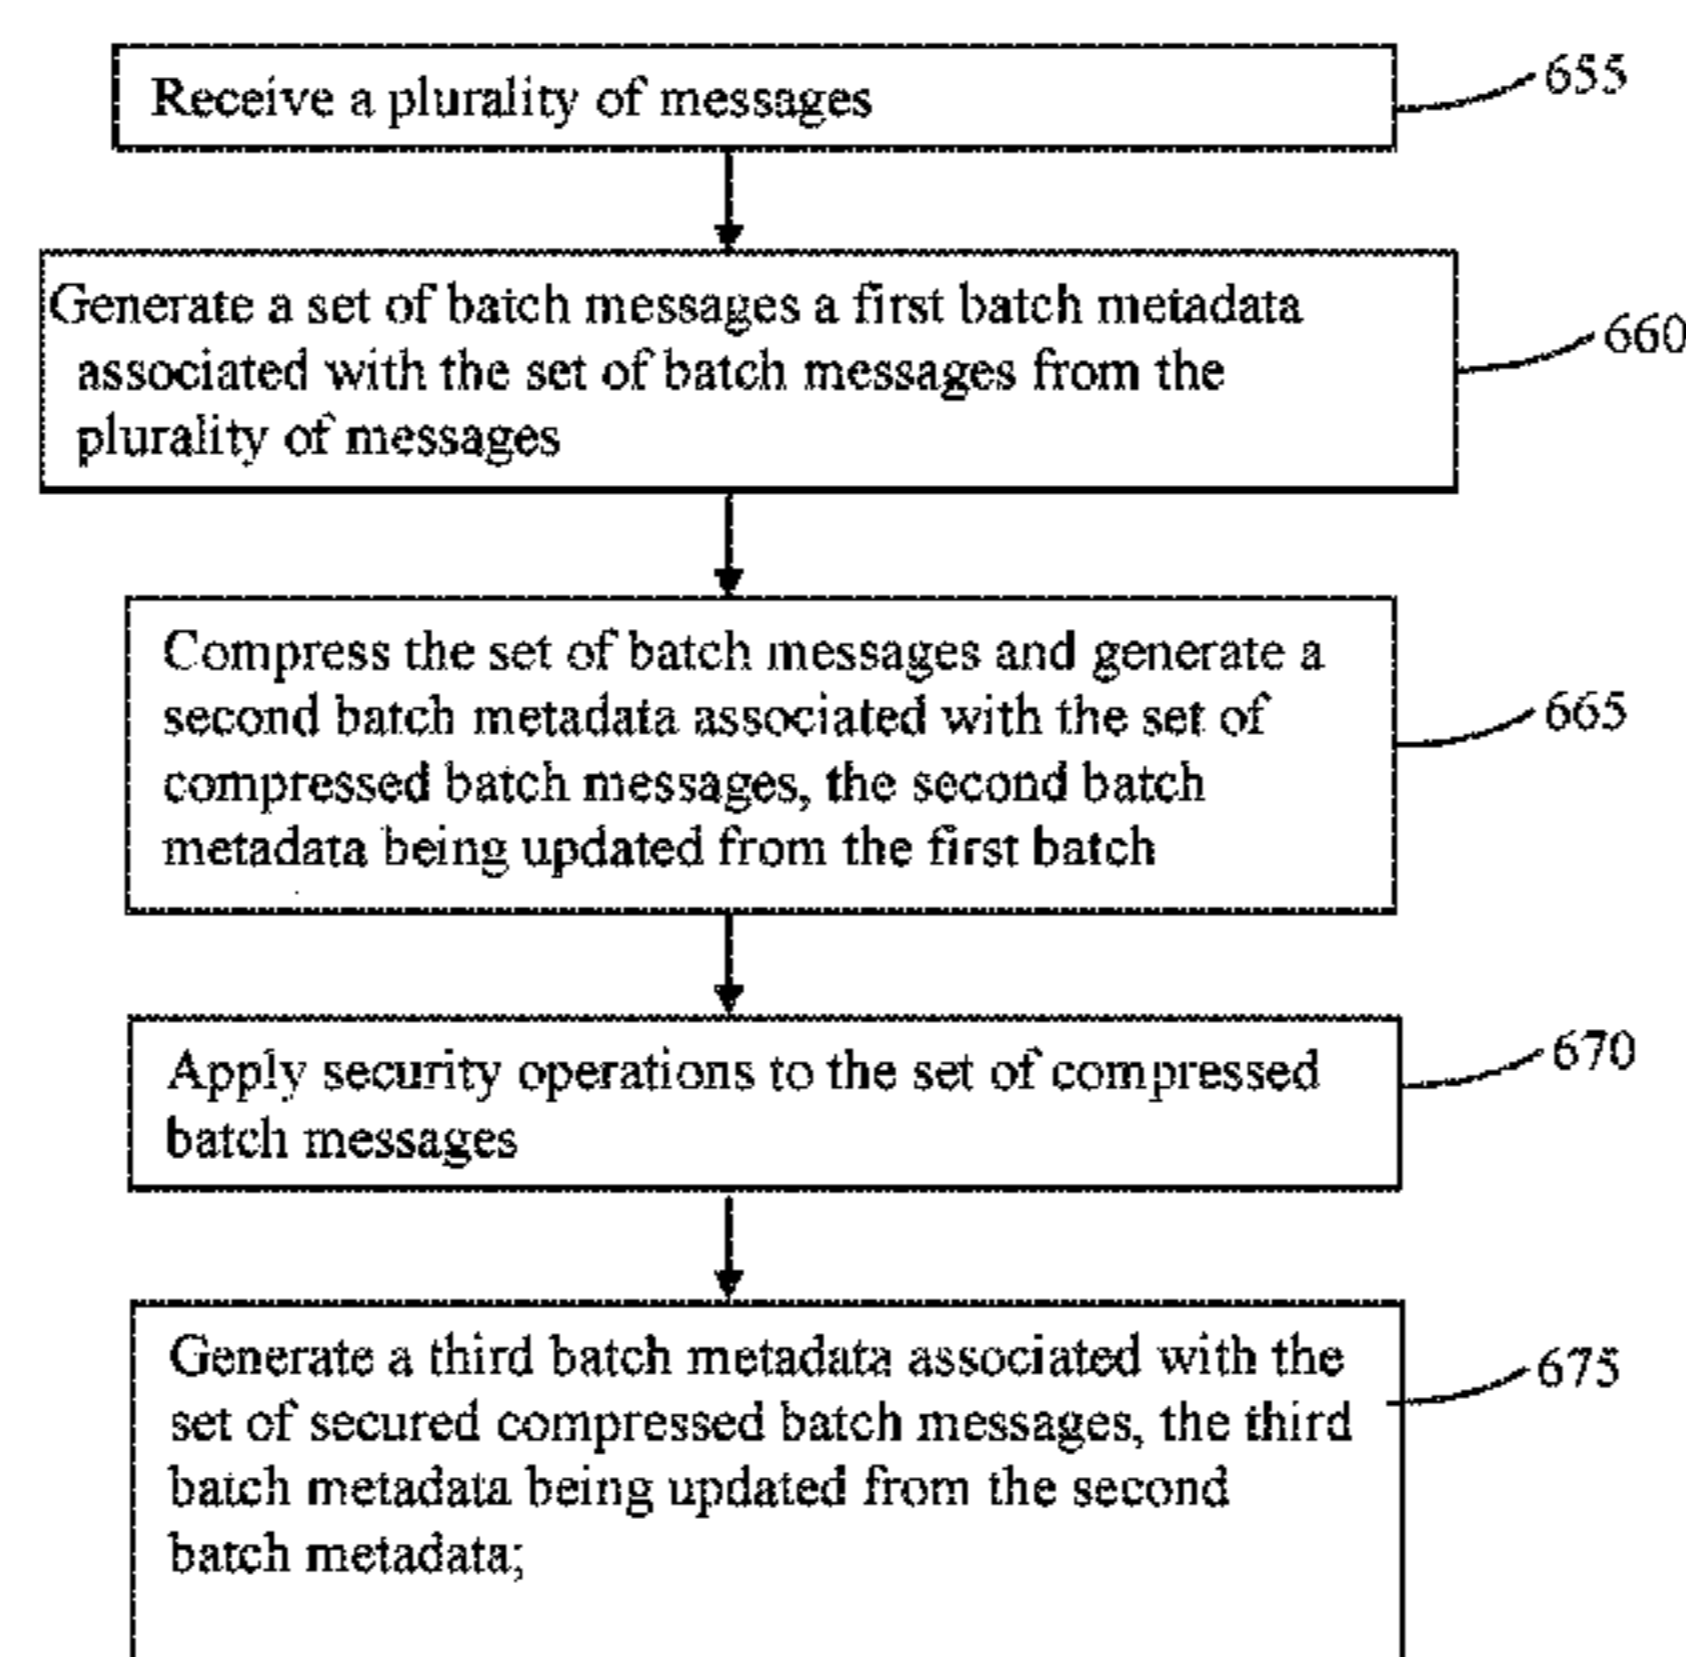 Receive a plurality of messages
655
Generate a set of batch messages a first batch metadata
associated with the set of batch messages from the
plurality of messages
660
Compress the set of batch messages and generate a
second batch metadata associated with the set of
compressed batch messages, the second batch
metadata being updated from the first batch
665
Apply security operations to the set of compressed
batch messages
670
Generate a third batch metadata associated with the
set of secured compressed batch messages, the third
batch metadata being updated from the second
batch metadata;
675